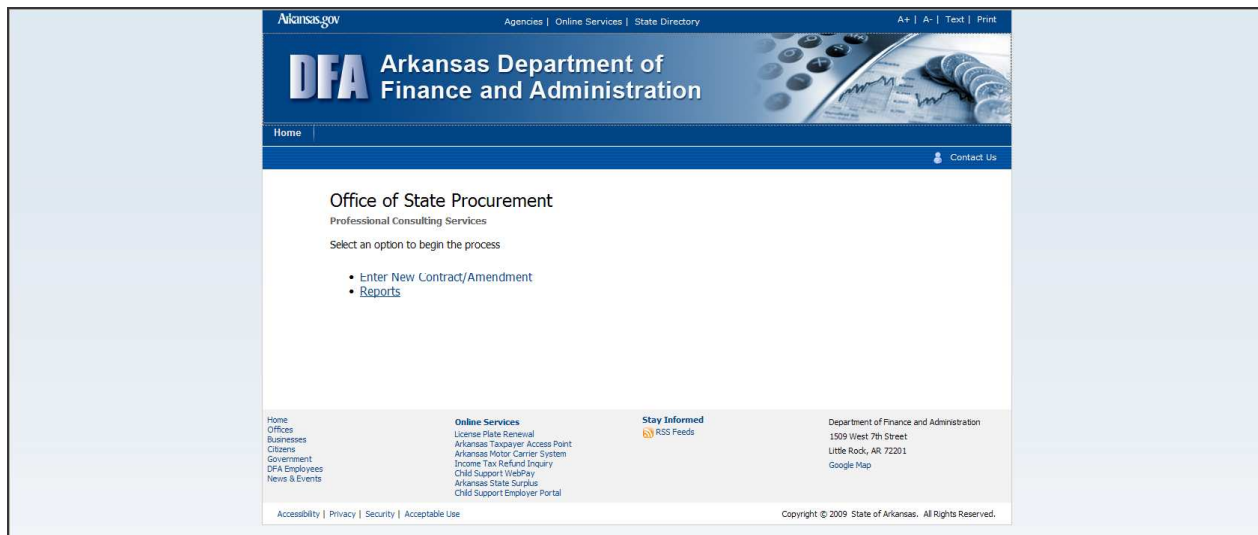 Arkansas.gov
Agencies | Online Services | State Directory
A+ | A- | Text | Print
DFA
Arkansas Department of
Finance and Administration
Home
Contact Us
Office of State Procurement
Professional Consulting Services
Select an option to begin the process
• Enter New Contract/Amendment
• Reports
Home
Offices
Businesses
Citizens
Government
DFA Employees
News & Events
Online Services
License Plate Renewal
Arkansas Taxpayer Access Point
Arkansas Motor Carrier System
Income Tax Refund Inquiry
Child Support WebPay
Arkansas State Surplus
Child Support Employer Portal
Stay Informed
RSS Feeds
Department of Finance and Administration
1509 West 7th Street
Little Rock, AR 72201
Google Map
Accessibility | Privacy | Security | Acceptable Use
Copyright © 2009 State of Arkansas. All Rights Reserved.